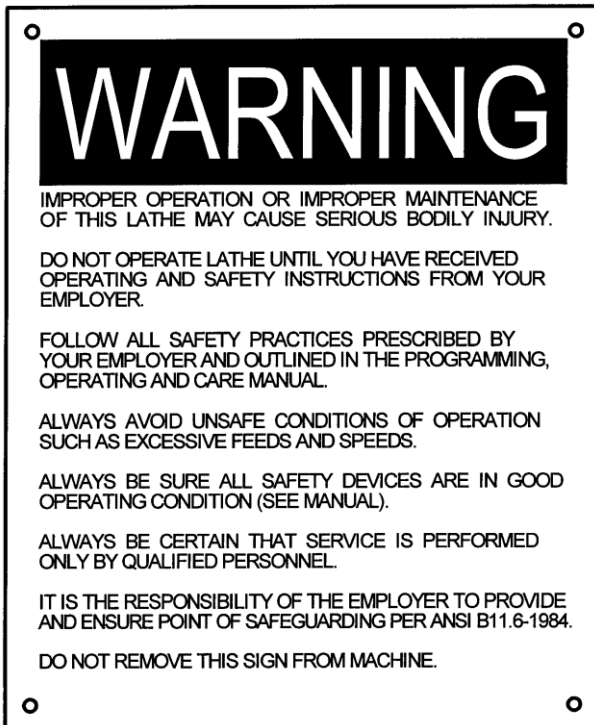 WARNING
IMPROPER OPERATION OR IMPROPER MAINTENANCE
OF THIS LATHE MAY CAUSE SERIOUS BODILY INJURY.
DO NOT OPERATE LATHE UNTIL YOU HAVE RECEIVED
OPERATING AND SAFETY INSTRUCTIONS FROM YOUR
EMPLOYER.
FOLLOW ALL SAFETY PRACTICES PRESCRIBED BY
YOUR EMPLOYER AND OUTLINED IN THE PROGRAMMING,
OPERATING AND CARE MANUAL.
ALWAYS AVOID UNSAFE CONDITIONS OF OPERATION
SUCH AS EXCESSIVE FEEDS AND SPEEDS.
ALWAYS BE SURE ALL SAFETY DEVICES ARE IN GOOD
OPERATING CONDITION (SEE MANUAL).
ALWAYS BE CERTAIN THAT SERVICE IS PERFORMED
ONLY BY QUALIFIED PERSONNEL.
IT IS THE RESPONSIBILITY OF THE EMPLOYER TO PROVIDE
AND ENSURE POINT OF SAFEGUARDING PER ANSI B11.6-1984.
DO NOT REMOVE THIS SIGN FROM MACHINE.